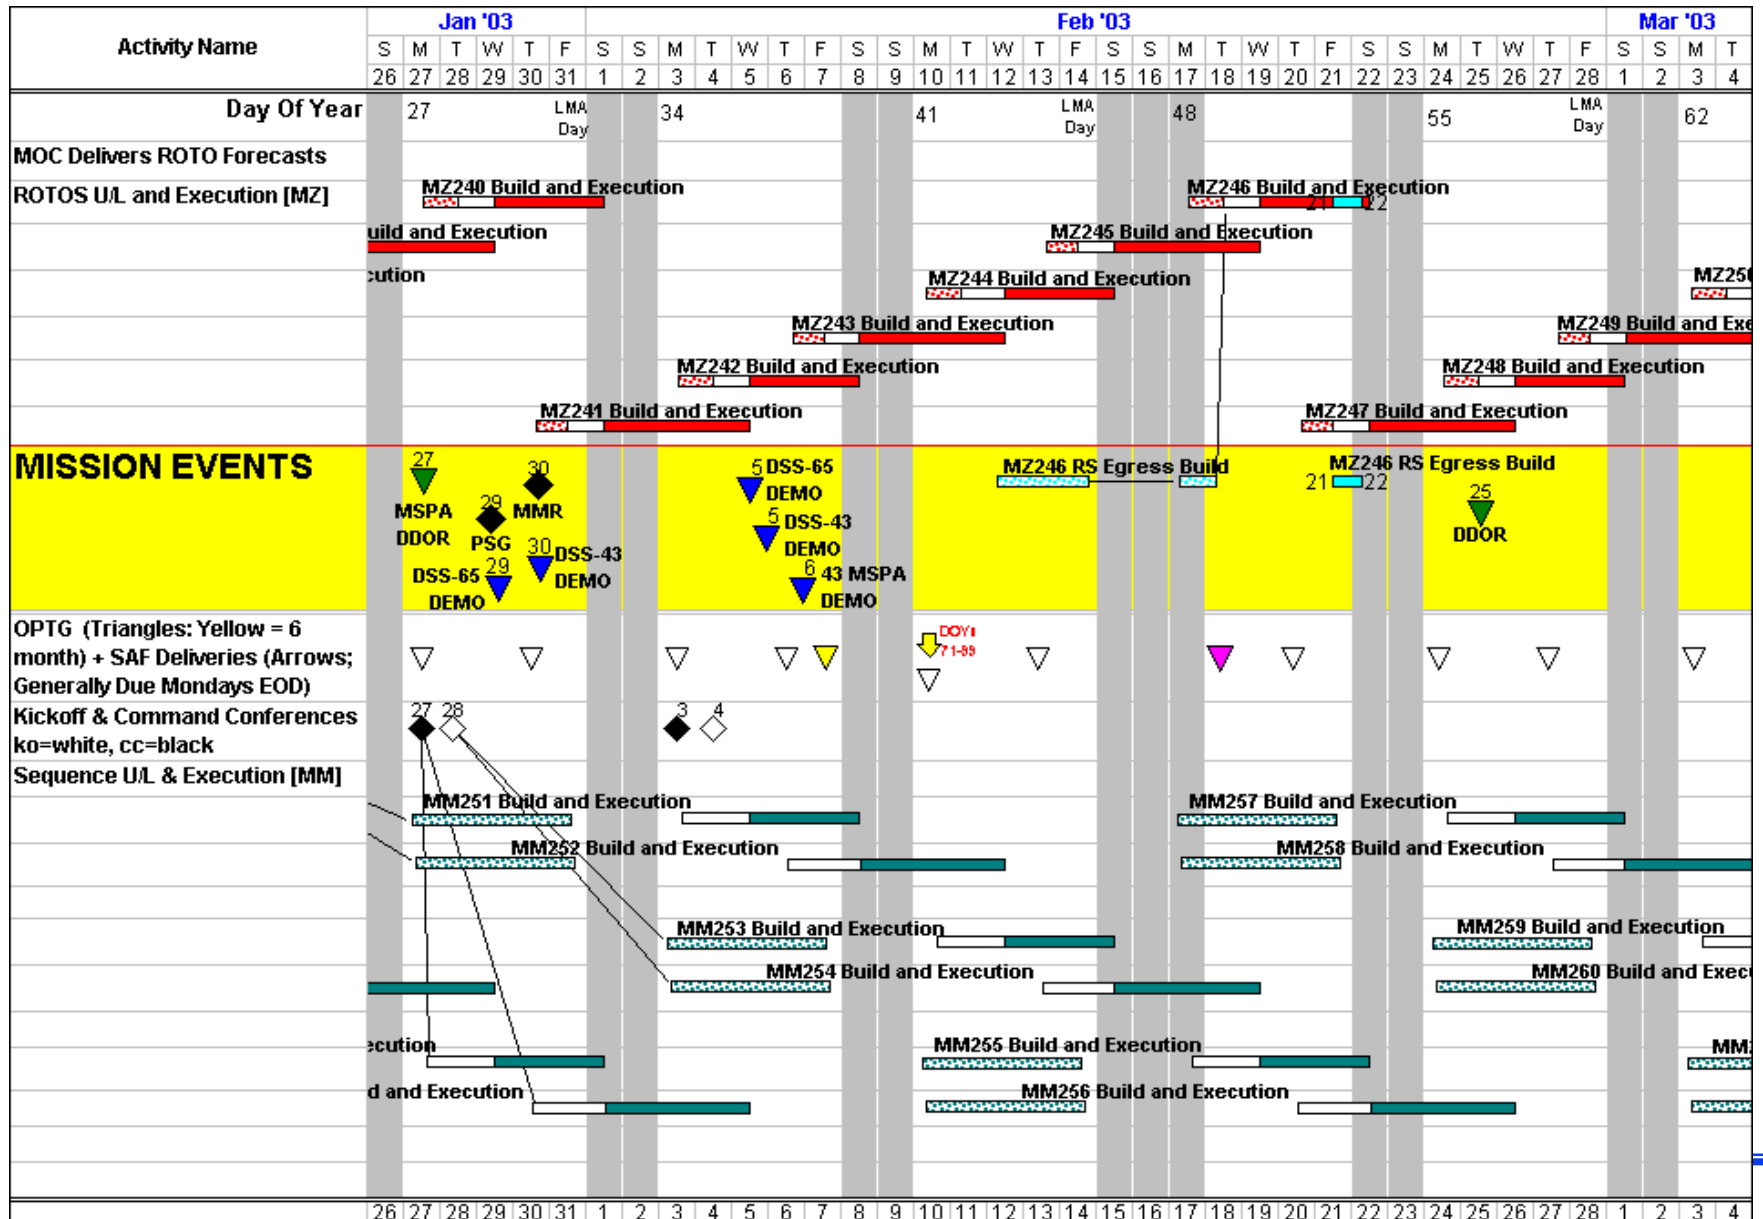 Jan '03 Feb '03 Mar '03
Activity Name
S M T W T F S S M T W T F S S M T W T F S S M T W T F S S M T W T F S S M T
26 27 28 29 30 31 1 2 3 4 5 6 7 8 9 10 11 12 13 14 15 16 17 18 19 20 21 22 23 24 25 26 27 28 1 2 3 4
Day Of Year 27 LMA Day 34 41 LMA Day 48 55 LMA Day 62
MOC Delivers ROTO Forecasts
ROTOS U/L and Execution [MZ]
MZ240 Build and Execution MZ246 Build and Execution
21 22
uild and Execution MZ245 Build and Execution
cution MZ244 Build and Execution MZ250
MZ243 Build and Execution MZ249 Build and Exe
MZ242 Build and Execution MZ248 Build and Execution
MZ241 Build and Execution MZ247 Build and Execution
MISSION EVENTS
27 MSPA DDOR
29 PSG
30 MMR
29 DSS-65 DEMO
30 DSS-43 DEMO
5 DSS-65 DEMO
5 DSS-43 DEMO
6 43 MSPA DEMO
MZ246 RS Egress Build
MZ246 RS Egress Build
21 22
25 DDOR
OPTG (Triangles: Yellow = 6
month) + SAF Deliveries (Arrows;
Generally Due Mondays EOD)
71-99
Kickoff & Command Conferences
ko=white, cc=black
27 28 3 4
Sequence U/L & Execution [MM]
MM251 Build and Execution MM257 Build and Execution
MM252 Build and Execution MM258 Build and Execution
MM253 Build and Execution MM259 Build and Execution
MM254 Build and Execution MM260 Build and Execu
ecution MM255 Build and Execution MM
d and Execution MM256 Build and Execution
26 27 28 29 30 31 1 2 3 4 5 6 7 8 9 10 11 12 13 14 15 16 17 18 19 20 21 22 23 24 25 26 27 28 1 2 3 4